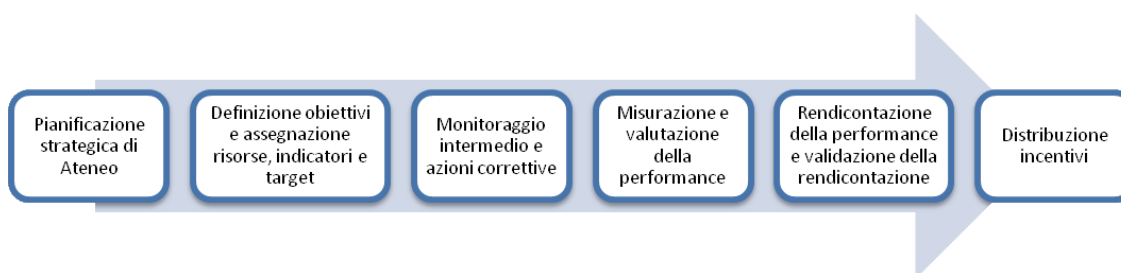 Pianificazione
strategica di
Ateneo
Definizione obiettivi
e assegnazione
risorse, indicatori e
target
Monitoraggio
intermedio e
azioni correttive
Misurazione e
valutazione
della
performance
Rendicontazione
della performance
e validazione della
rendicontazione
Distribuzione
incentivi